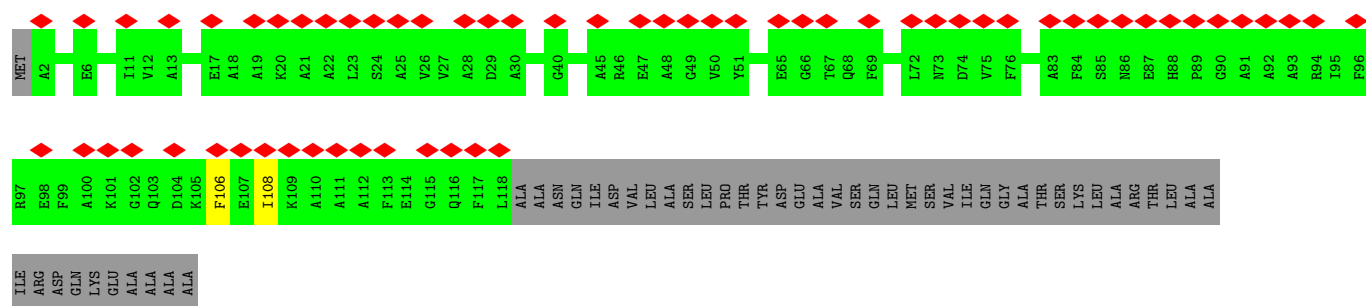 MET A2 E6 I11 V12 A13 E17 A18 A19 K20 A21 A22 L23 S24 A25 V26 V27 A28 D29 A30 G40 A45 R46 E47 A48 G49 V50 Y51 E65 G66 T67 Q68 F69 L72 N73 D74 V75 F76 A83 F84 S85 N86 E87 H88 P89 G90 A91 A92 A93 R94 I95 F96
R97 E98 F99 A100 K101 G102 Q103 D104 K105 F106 E107 I108 K109 A110 A111 A112 F113 E114 G115 Q116 F117 L118 ALA ALA ASN GLN ILE ASP VAL LEU ALA SER LEU PRO THR TYR ASP GLU ALA VAL SER GLN LEU MET SER VAL ILE GLN GLY ALA THR SER LYS LEU ALA ARG THR LEU ALA ALA
ILE ARG ASP GLN LYS GLU ALA ALA ALA ALA